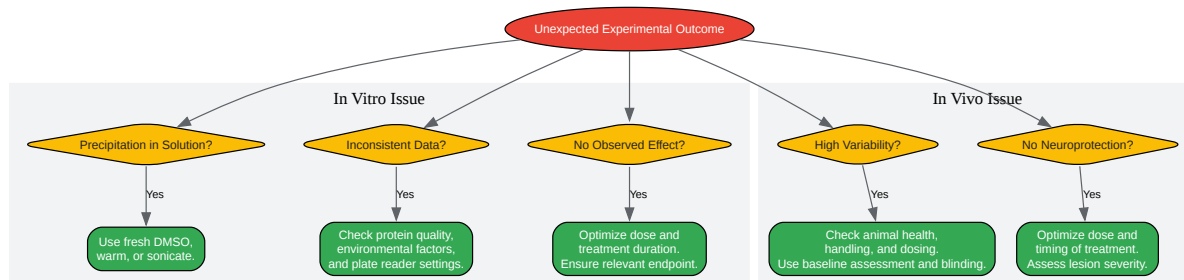 Unexpected Experimental Outcome
In Vitro Issue
In Vivo Issue
Precipitation in Solution?
Inconsistent Data?
No Observed Effect?
High Variability?
No Neuroprotection?
Yes
Yes
Yes
Yes
Yes
Use fresh DMSO,
warm, or sonicate.
Check protein quality,
environmental factors,
and plate reader settings.
Optimize dose and
treatment duration.
Ensure relevant endpoint.
Check animal health,
handling, and dosing.
Use baseline assessment and blinding.
Optimize dose and
timing of treatment.
Assess lesion severity.